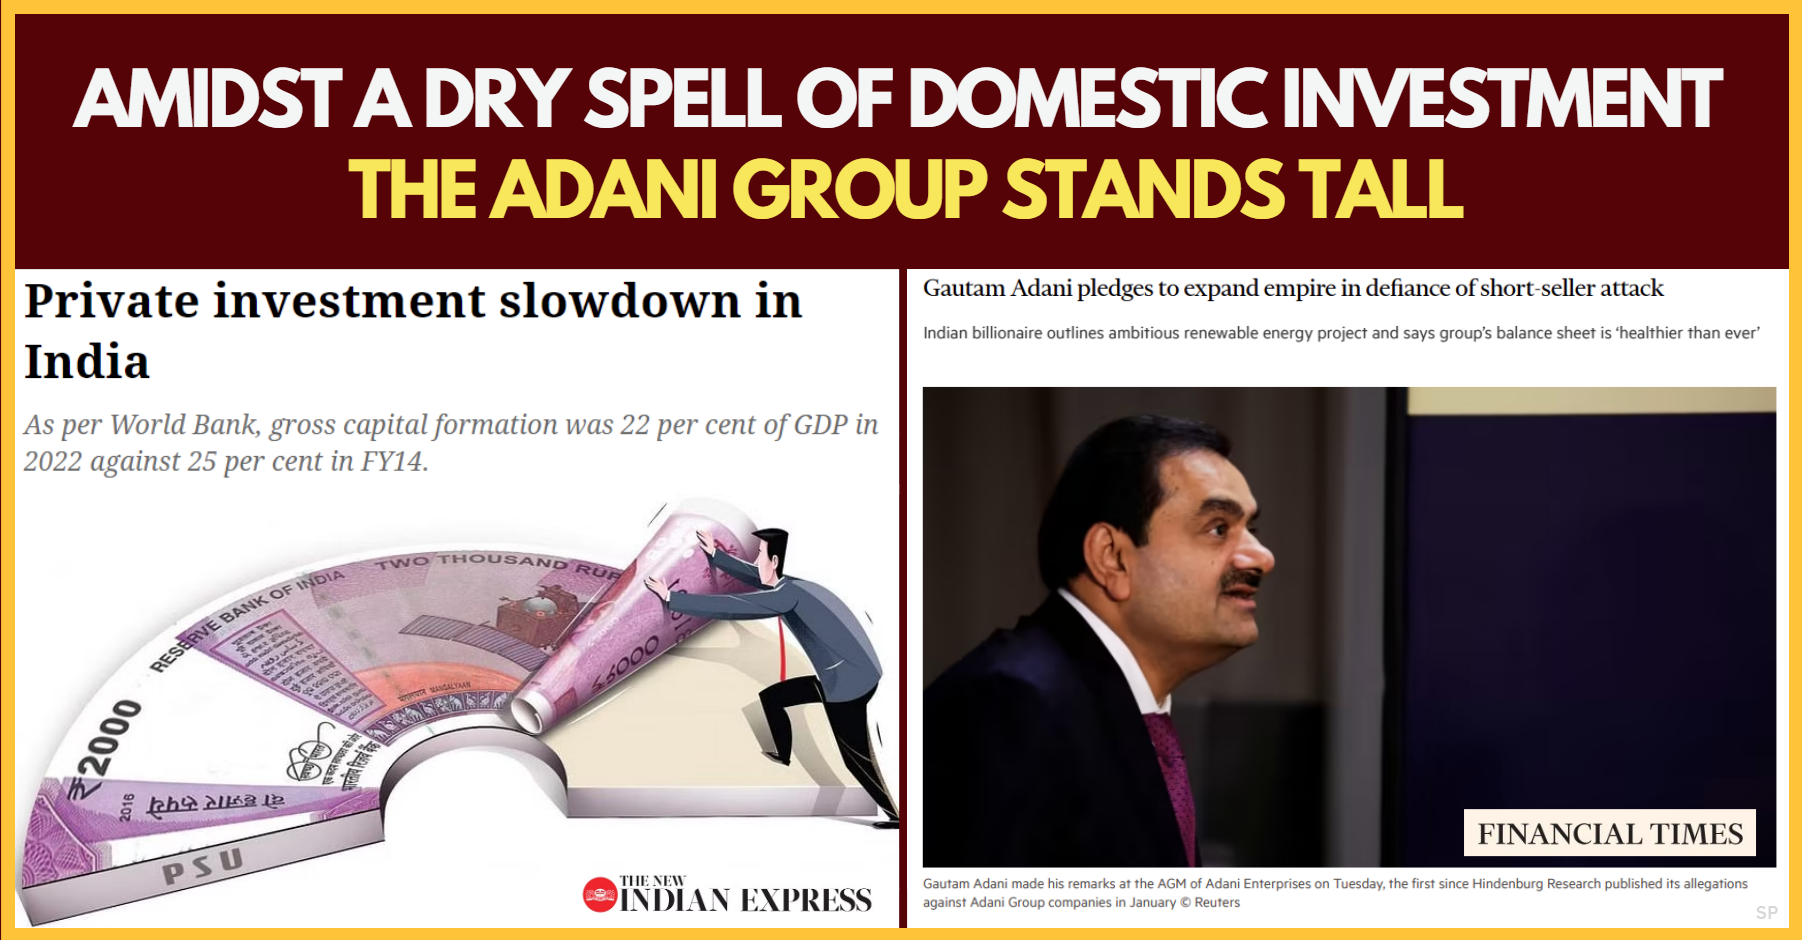 AMIDST A DRY SPELL OF DOMESTIC INVESTMENT
THE ADANI GROUP STANDS TALL
Private investment slowdown in
India
As per World Bank, gross capital formation was 22 per cent of GDP in
2022 against 25 per cent in FY14.
RESERVE BANK OF INDIA
TWO THOUSAND RUP
₹2000
2016
दो हज़ार रुपये
मंगलयान MANGALYAAN
PSU
THE NEW
INDIAN EXPRESS
Gautam Adani pledges to expand empire in defiance of short-seller attack
Indian billionaire outlines ambitious renewable energy project and says group’s balance sheet is ‘healthier than ever’
FINANCIAL TIMES
Gautam Adani made his remarks at the AGM of Adani Enterprises on Tuesday, the first since Hindenburg Research published its allegations
against Adani Group companies in January © Reuters
SP